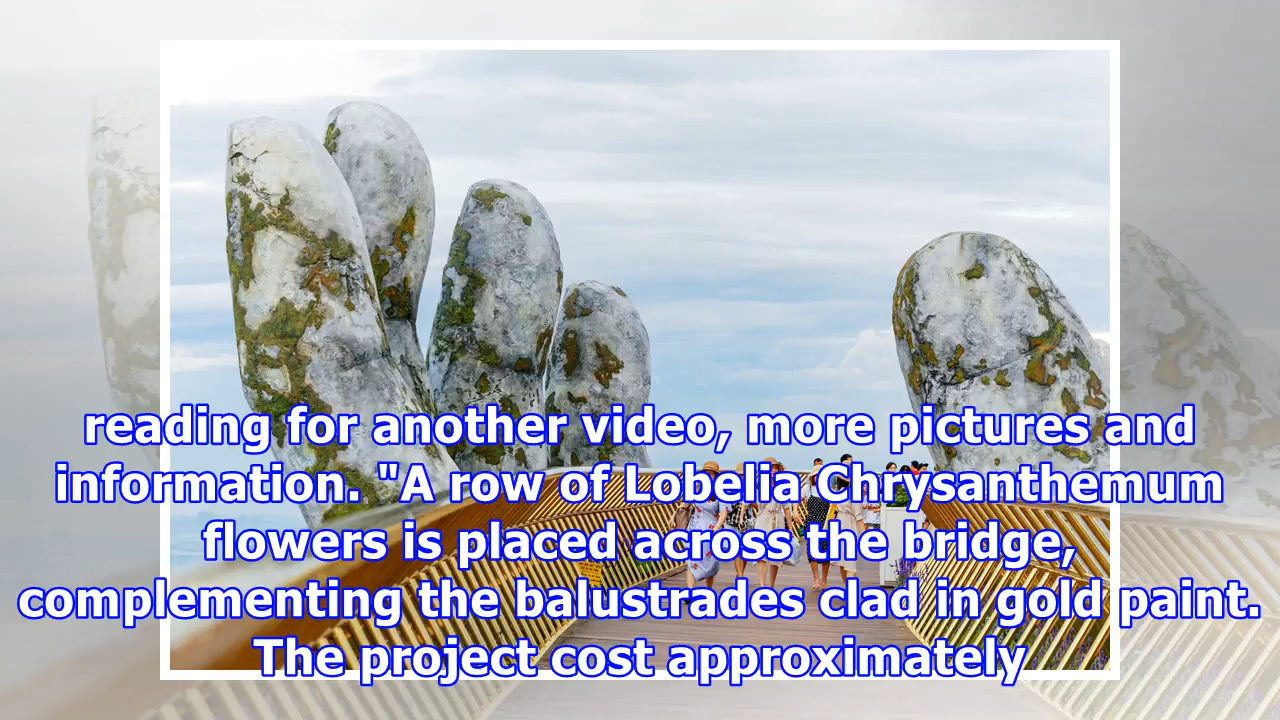 reading for another video, more pictures and
information. "A row of Lobelia Chrysanthemum
flowers is placed across the bridge,
complementing the balustrades clad in gold paint.
The project cost approximately